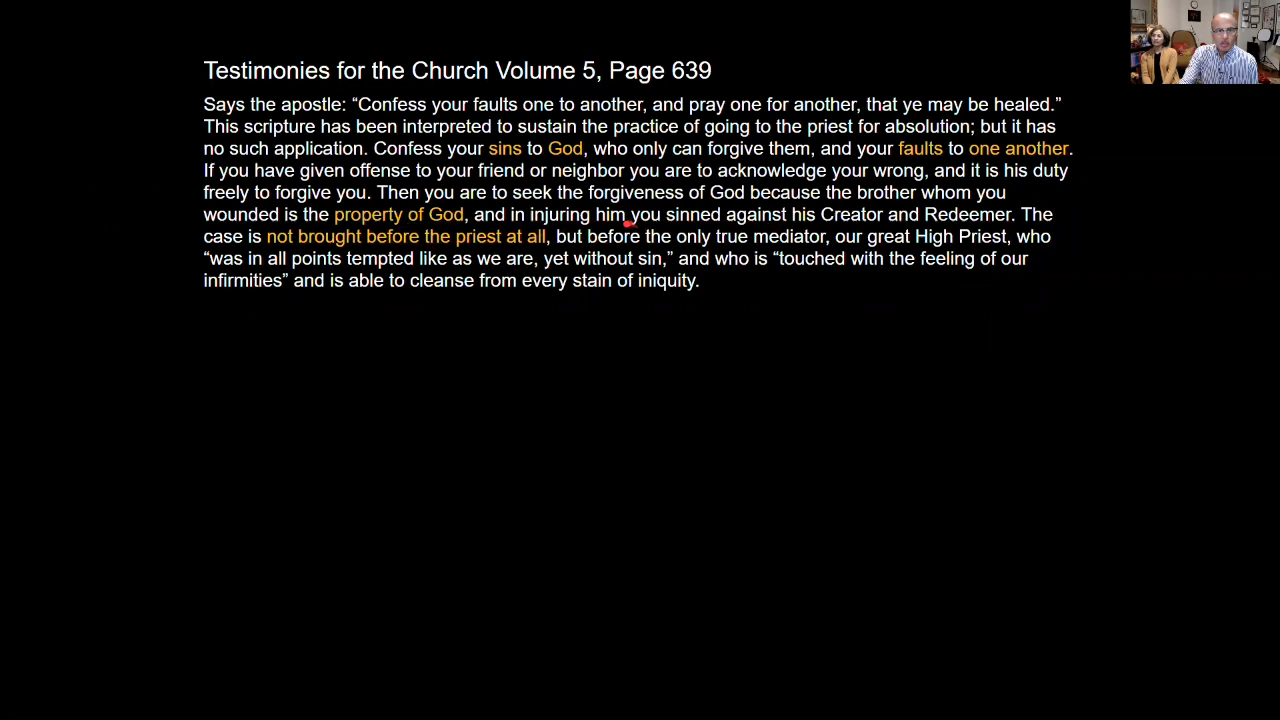 Testimonies for the Church Volume 5, Page 639
Says the apostle: “Confess your faults one to another, and pray one for another, that ye may be healed.”
This scripture has been interpreted to sustain the practice of going to the priest for absolution; but it has
no such application. Confess your sins to God, who only can forgive them, and your faults to one another.
If you have given offense to your friend or neighbor you are to acknowledge your wrong, and it is his duty
freely to forgive you. Then you are to seek the forgiveness of God because the brother whom you
wounded is the property of God, and in injuring him you sinned against his Creator and Redeemer. The
case is not brought before the priest at all, but before the only true mediator, our great High Priest, who
“was in all points tempted like as we are, yet without sin,” and who is “touched with the feeling of our
infirmities” and is able to cleanse from every stain of iniquity.